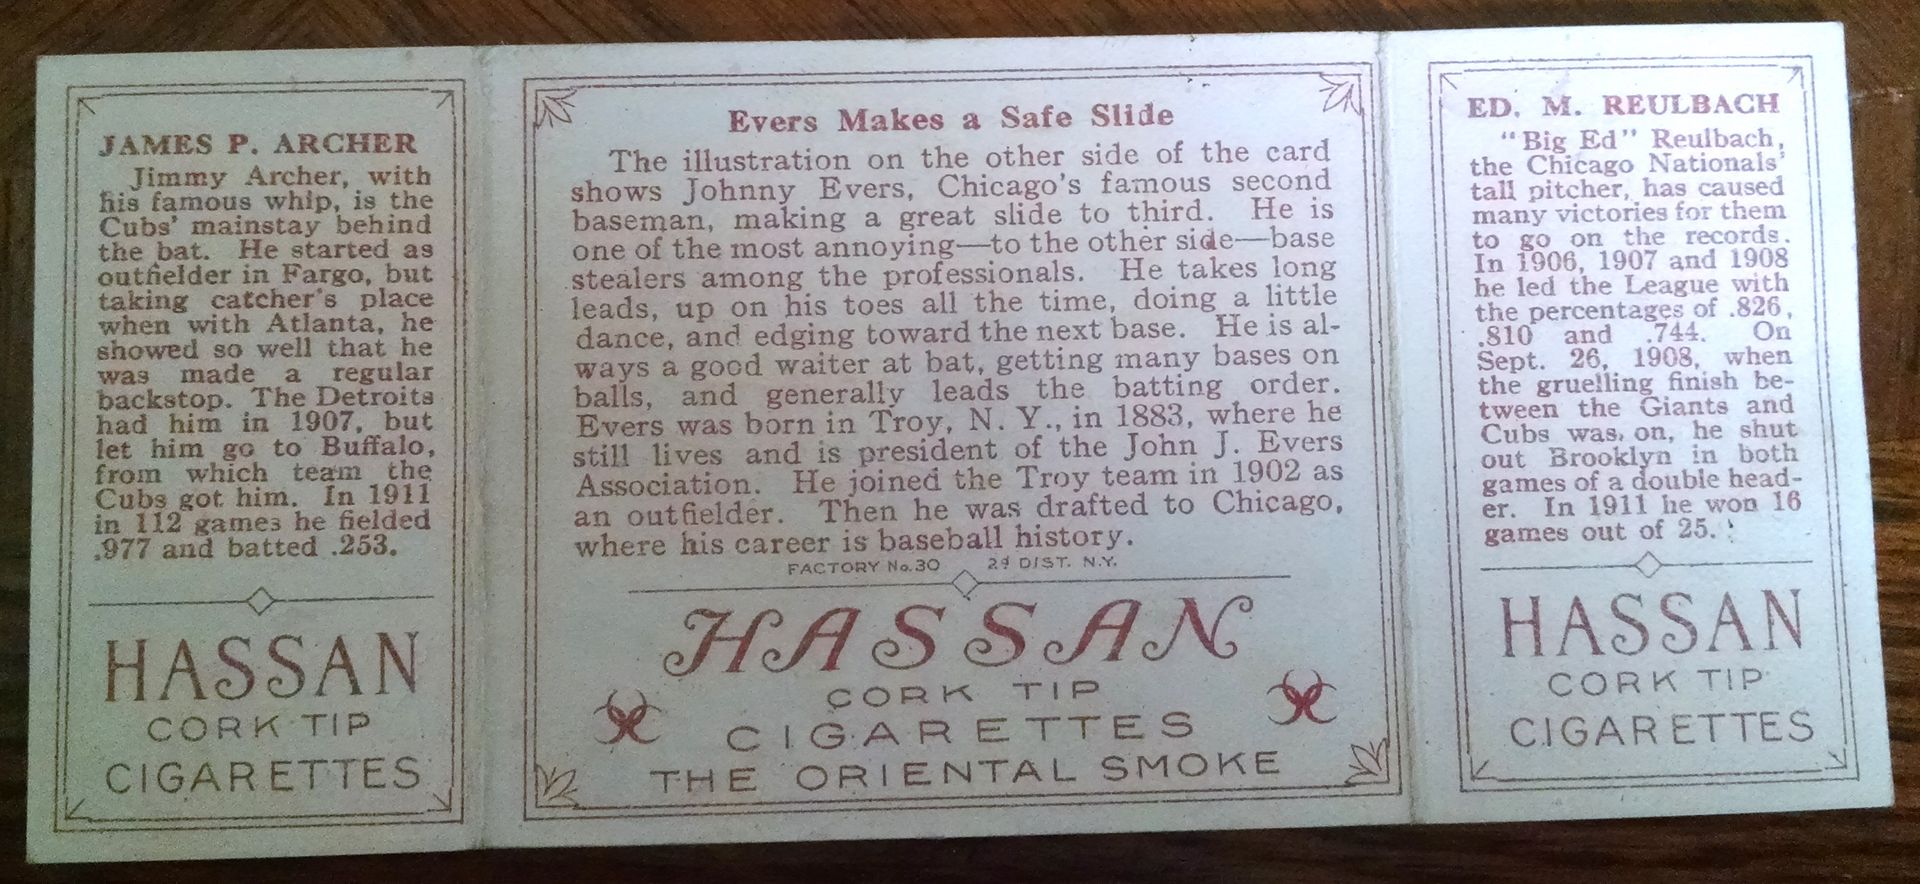 JAMES P. ARCHER
Jimmy Archer, with
his famous whip, is the
Cubs' mainstay behind
the bat. He started as
outfielder in Fargo, but
taking catcher's place
when with Atlanta, he
showed so well that he
was made a regular
backstop. The Detroits
had him in 1907, but
let him go to Buffalo,
from which team the
Cubs got him. In 1911
in 112 games he fielded
.977 and batted .253.
HASSAN
CORK TIP
CIGARETTES
Evers Makes a Safe Slide
The illustration on the other side of the card
shows Johnny Evers, Chicago's famous second
baseman, making a great slide to third. He is
one of the most annoying—to the other side—base
stealers among the professionals. He takes long
leads, up on his toes all the time, doing a little
dance, and edging toward the next base. He is al-
ways a good waiter at bat, getting many bases on
balls, and generally leads the batting order.
Evers was born in Troy, N. Y., in 1883, where he
still lives and is president of the John J. Evers
Association. He joined the Troy team in 1902 as
an outfielder. Then he was drafted to Chicago,
where his career is baseball history.
FACTORY No. 30 2d DIST. N.Y.
HASSAN
CORK TIP
CIGARETTES
THE ORIENTAL SMOKE
ED. M. REULBACH
"Big Ed" Reulbach,
the Chicago Nationals'
tall pitcher, has caused
many victories for them
to go on the records.
In 1906, 1907 and 1908
he led the League with
the percentages of .826,
.810 and .744. On
Sept. 26, 1908, when
the gruelling finish be-
tween the Giants and
Cubs was on, he shut
out Brooklyn in both
games of a double head-
er. In 1911 he won 16
games out of 25.
HASSAN
CORK TIP
CIGARETTES